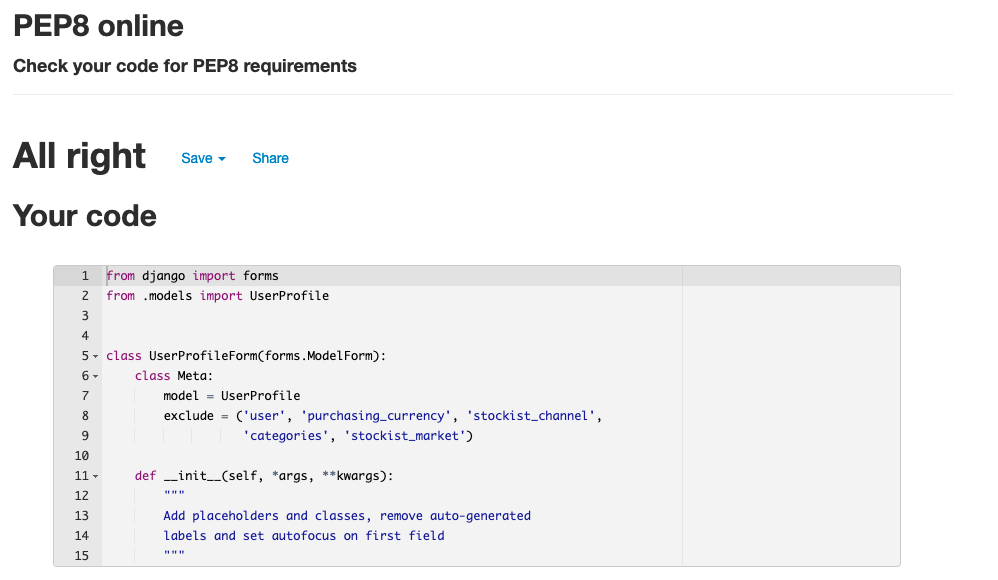 PEP8 online
Check your code for PEP8 requirements
All right Save Share
Your code
1 from django import forms
2 from .models import UserProfile
3
4
5 class UserProfileForm(forms.ModelForm):
6     class Meta:
7         model = UserProfile
8         exclude = ('user', 'purchasing_currency', 'stockist_channel',
9                    'categories', 'stockist_market')
10
11     def __init__(self, *args, **kwargs):
12         """
13         Add placeholders and classes, remove auto-generated
14         labels and set autofocus on first field
15         """